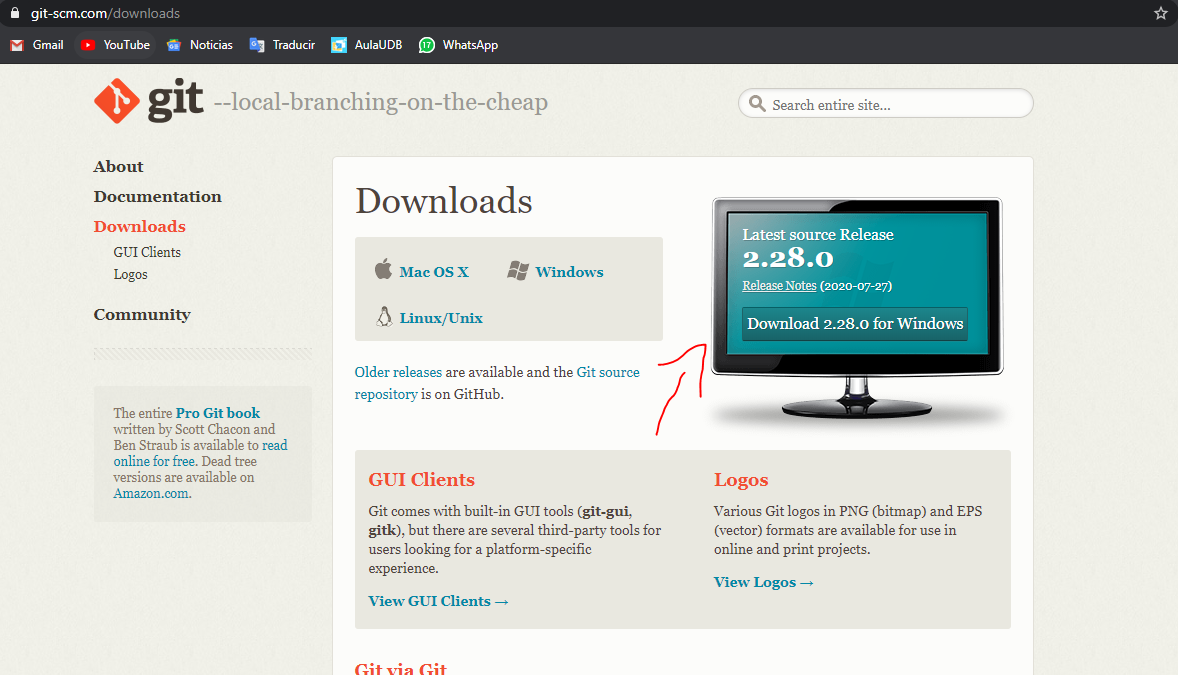 git-scm.com/downloads
Gmail
YouTube
Noticias
Traducir
AulaUDB
17
WhatsApp
git --local-branching-on-the-cheap
Search entire site...
About
Documentation
Downloads
GUI Clients
Logos
Community
The entire Pro Git book
written by Scott Chacon and
Ben Straub is available to read
online for free. Dead tree
versions are available on
Amazon.com.
Downloads
Mac OS X
Windows
Linux/Unix
Older releases are available and the Git source
repository is on GitHub.
Latest source Release
2.28.0
Release Notes (2020-07-27)
Download 2.28.0 for Windows
GUI Clients
Git comes with built-in GUI tools (git-gui,
gitk), but there are several third-party tools for
users looking for a platform-specific
experience.
View GUI Clients →
Logos
Various Git logos in PNG (bitmap) and EPS
(vector) formats are available for use in
online and print projects.
View Logos →
Git via Git